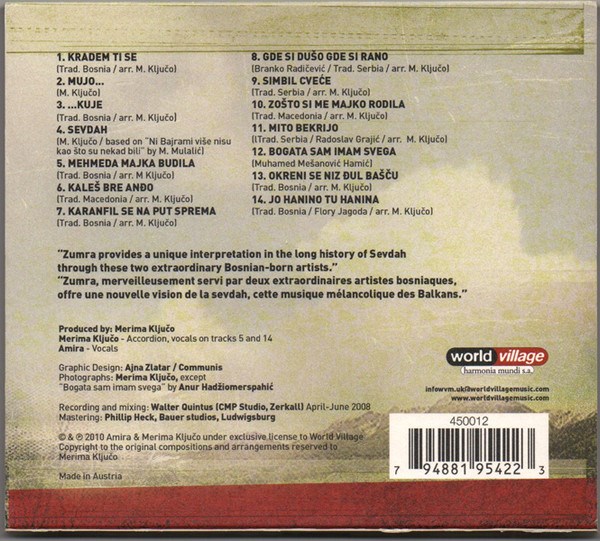 1. KRADEM TI SE
(Trad. Bosnia / arr. M. Ključo)
2. MUJO...
(M. Ključo)
3. ...KUJE
(Trad. Bosnia / arr. M. Ključo)
4. SEVDAH
(M. Ključo / based on "Ni Bajrami više nisu
kao što su nekad bili" by M. Mulalić)
5. MEHMEDA MAJKA BUDILA
(Trad. Bosnia / arr. M. Ključo)
6. KALEŠ BRE ANĐO
(Trad. Macedonia / arr. M. Ključo)
7. KARANFIL SE NA PUT SPREMA
(Trad. Bosnia / arr. M. Ključo)
8. GDE SI DUŠO GDE SI RANO
(Branko Radičević / Trad. Serbia / arr. M. Ključo)
9. SIMBIL CVEĆE
(Trad. Serbia / arr. M. Ključo)
10. ZOŠTO SI ME MAJKO RODILA
(Trad. Macedonia / arr. M. Ključo)
11. MITO BEKRIJO
(lTrad. Serbia / Radoslav Grajić / arr. M. Ključo)
12. BOGATA SAM IMAM SVEGA
(Muhamed Mešanović Hamić)
13. OKRENI SE NIZ ĐUL BAŠČU
(Trad. Bosnia / arr. M. Ključo)
14. JO HANINO TU HANINA
(Trad. Bosnia / Flory Jagoda / arr. M. Ključo)
"Zumra provides a unique interpretation in the long history of Sevdah
through these two extraordinary Bosnian-born artists."
"Zumra, merveilleusement servi par deux extraordinaires artistes bosniaques,
offre une nouvelle vision de la sevdah, cette musique mélancolique des Balkans."
Produced by: Merima Ključo
Merima Ključo - Accordion, vocals on tracks 5 and 14
Amira - Vocals
Graphic Design: Ajna Zlatar / Communis
Photographs: Merima Ključo, except
"Bogata sam imam svega" by Anur Hadžiomerspahić
Recording and mixing: Walter Quintus (CMP Studio, Zerkall) April-June 2008
Mastering: Phillip Heck, Bauer studios, Ludwigsburg
© & ℗ 2010 Amira & Merima Ključo under exclusive license to World Village
Copyright to the original compositions and arrangements reserved to
Merima Ključo
Made in Austria
world village
harmonia mundi s.a.
infowvm.uk@worldvillagemusic.com
www.worldvillagemusic.com
450012
7 94881 95422 3